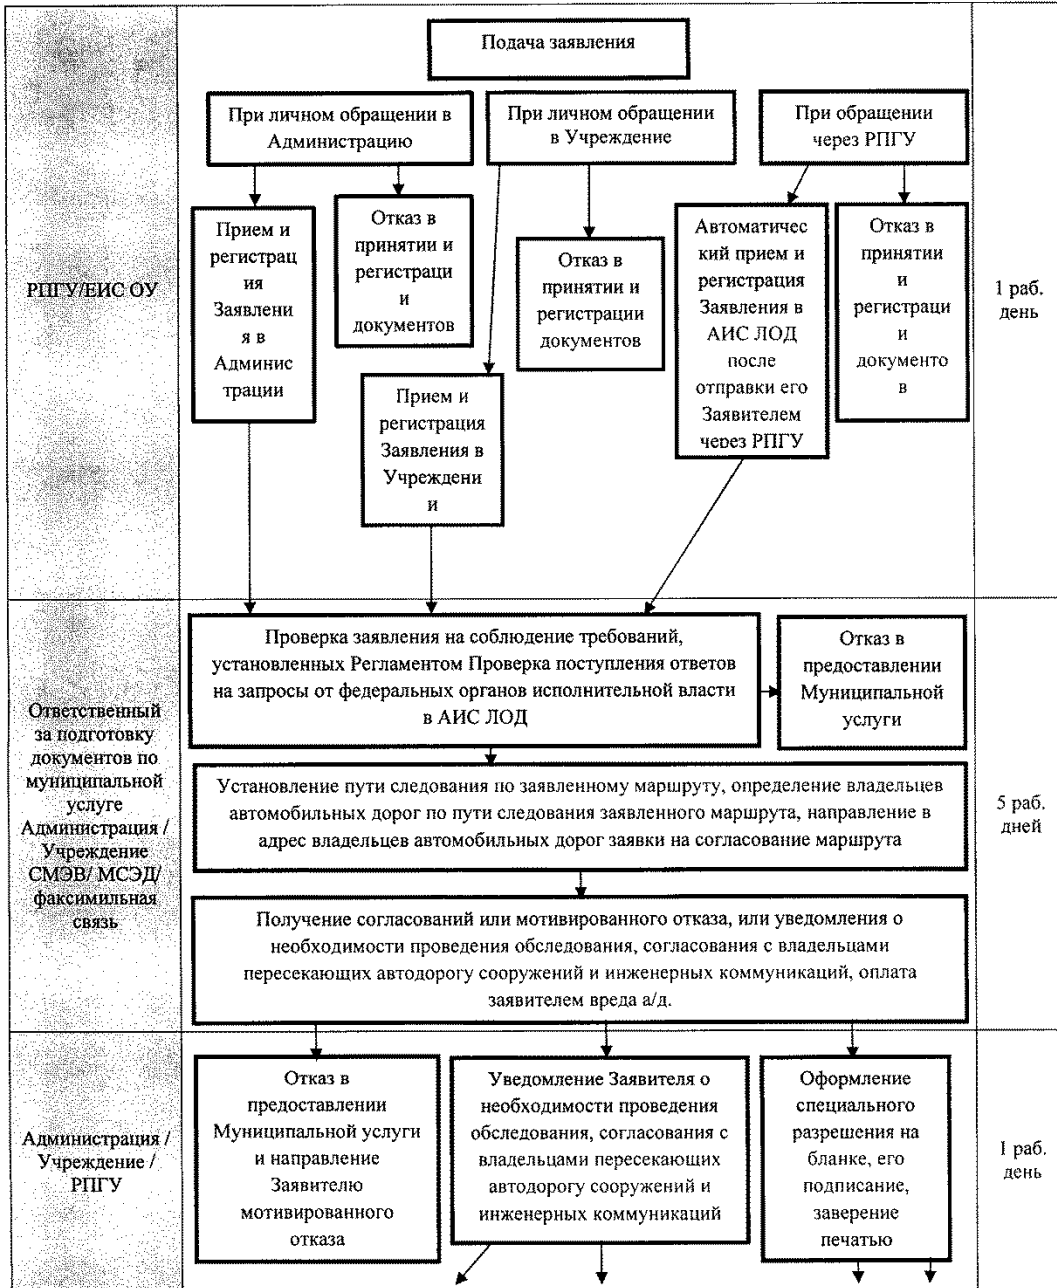 Подача заявления
При личном обращении в
Администрацию
При личном обращении
в Учреждение
При обращении
через РПГУ
РПГУ/ЕИС ОУ
Прием и
регистрац
ия
Заявлени
я в
Админис
трации
Отказ в
принятии и
регистраци
и
документов
Прием и
регистрация
Заявления в
Учреждени
и
Отказ в
принятии и
регистрации
документов
Автоматичес
кий прием и
регистрация
Заявления в
АИС ЛОД
после
отправки его
Заявителем
через РПГУ
Отказ в
принятии
и
регистраци
и
документо
в
1 раб.
день
Ответственный
за подготовку
документов по
муниципальной
услуге
Администрация /
Учреждение
СМЭВ/ МСЭД/
факсимильная
связь
Проверка заявления на соблюдение требований,
установленных Регламентом Проверка поступления ответов
на запросы от федеральных органов исполнительной власти
в АИС ЛОД
Отказ в
предоставлении
Муниципальной
услуги
Установление пути следования по заявленному маршруту, определение владельцев
автомобильных дорог по пути следования заявленного маршрута, направление в
адрес владельцев автомобильных дорог заявки на согласование маршрута
Получение согласований или мотивированного отказа, или уведомления о
необходимости проведения обследования, согласования с владельцами
пересекающих автодорогу сооружений и инженерных коммуникаций, оплата
заявителем вреда а/д.
5 раб.
дней
Администрация /
Учреждение /
РПГУ
Отказ в
предоставлении
Муниципальной услуги
и направление
Заявителю
мотивированного
отказа
Уведомление Заявителя о
необходимости проведения
обследования, согласования с
владельцами пересекающих
автодорогу сооружений и
инженерных коммуникаций
Оформление
специального
разрешения на
бланке, его
подписание,
заверение
печатью
1 раб.
день